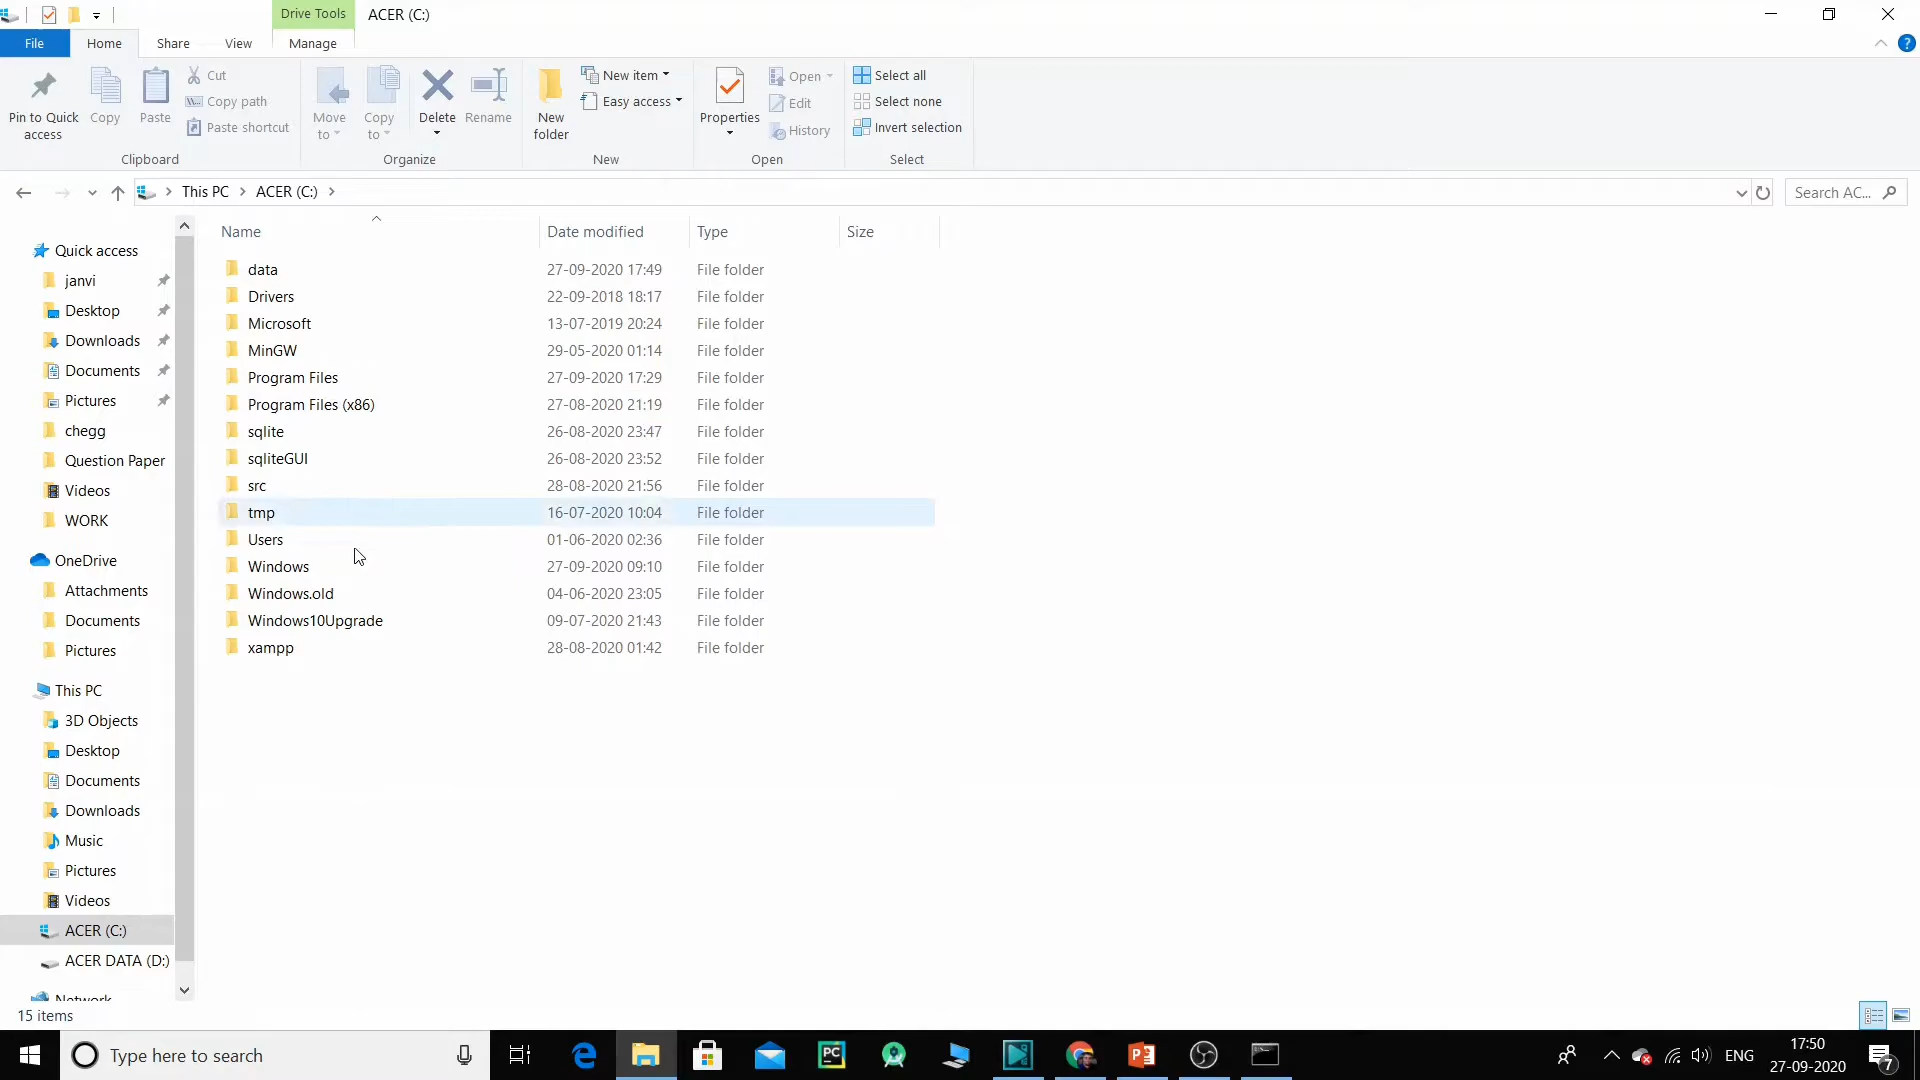 Drive Tools
ACER (C:)
File
Home
Share
View
Manage
Pin to Quick access
Copy
Paste
Cut
Copy path
Paste shortcut
Clipboard
Move to
Copy to
Delete
Rename
Organize
New folder
New item
Easy access
New
Properties
Open
Edit
History
Open
Select all
Select none
Invert selection
Select
This PC
ACER (C:)
Search AC...
Quick access
janvi
Desktop
Downloads
Documents
Pictures
chegg
Question Paper
Videos
WORK
OneDrive
Attachments
Documents
Pictures
This PC
3D Objects
Desktop
Documents
Downloads
Music
Pictures
Videos
ACER (C:)
ACER DATA (D:)
Network
Name Date modified Type Size
data 27-09-2020 17:49 File folder
Drivers 22-09-2018 18:17 File folder
Microsoft 13-07-2019 20:24 File folder
MinGW 29-05-2020 01:14 File folder
Program Files 27-09-2020 17:29 File folder
Program Files (x86) 27-08-2020 21:19 File folder
sqlite 26-08-2020 23:47 File folder
sqliteGUI 26-08-2020 23:52 File folder
src 28-08-2020 21:56 File folder
tmp 16-07-2020 10:04 File folder
Users 01-06-2020 02:36 File folder
Windows 27-09-2020 09:10 File folder
Windows.old 04-06-2020 23:05 File folder
Windows10Upgrade 09-07-2020 21:43 File folder
xampp 28-08-2020 01:42 File folder
15 items
Type here to search
PC
ENG
17:50
27-09-2020
7